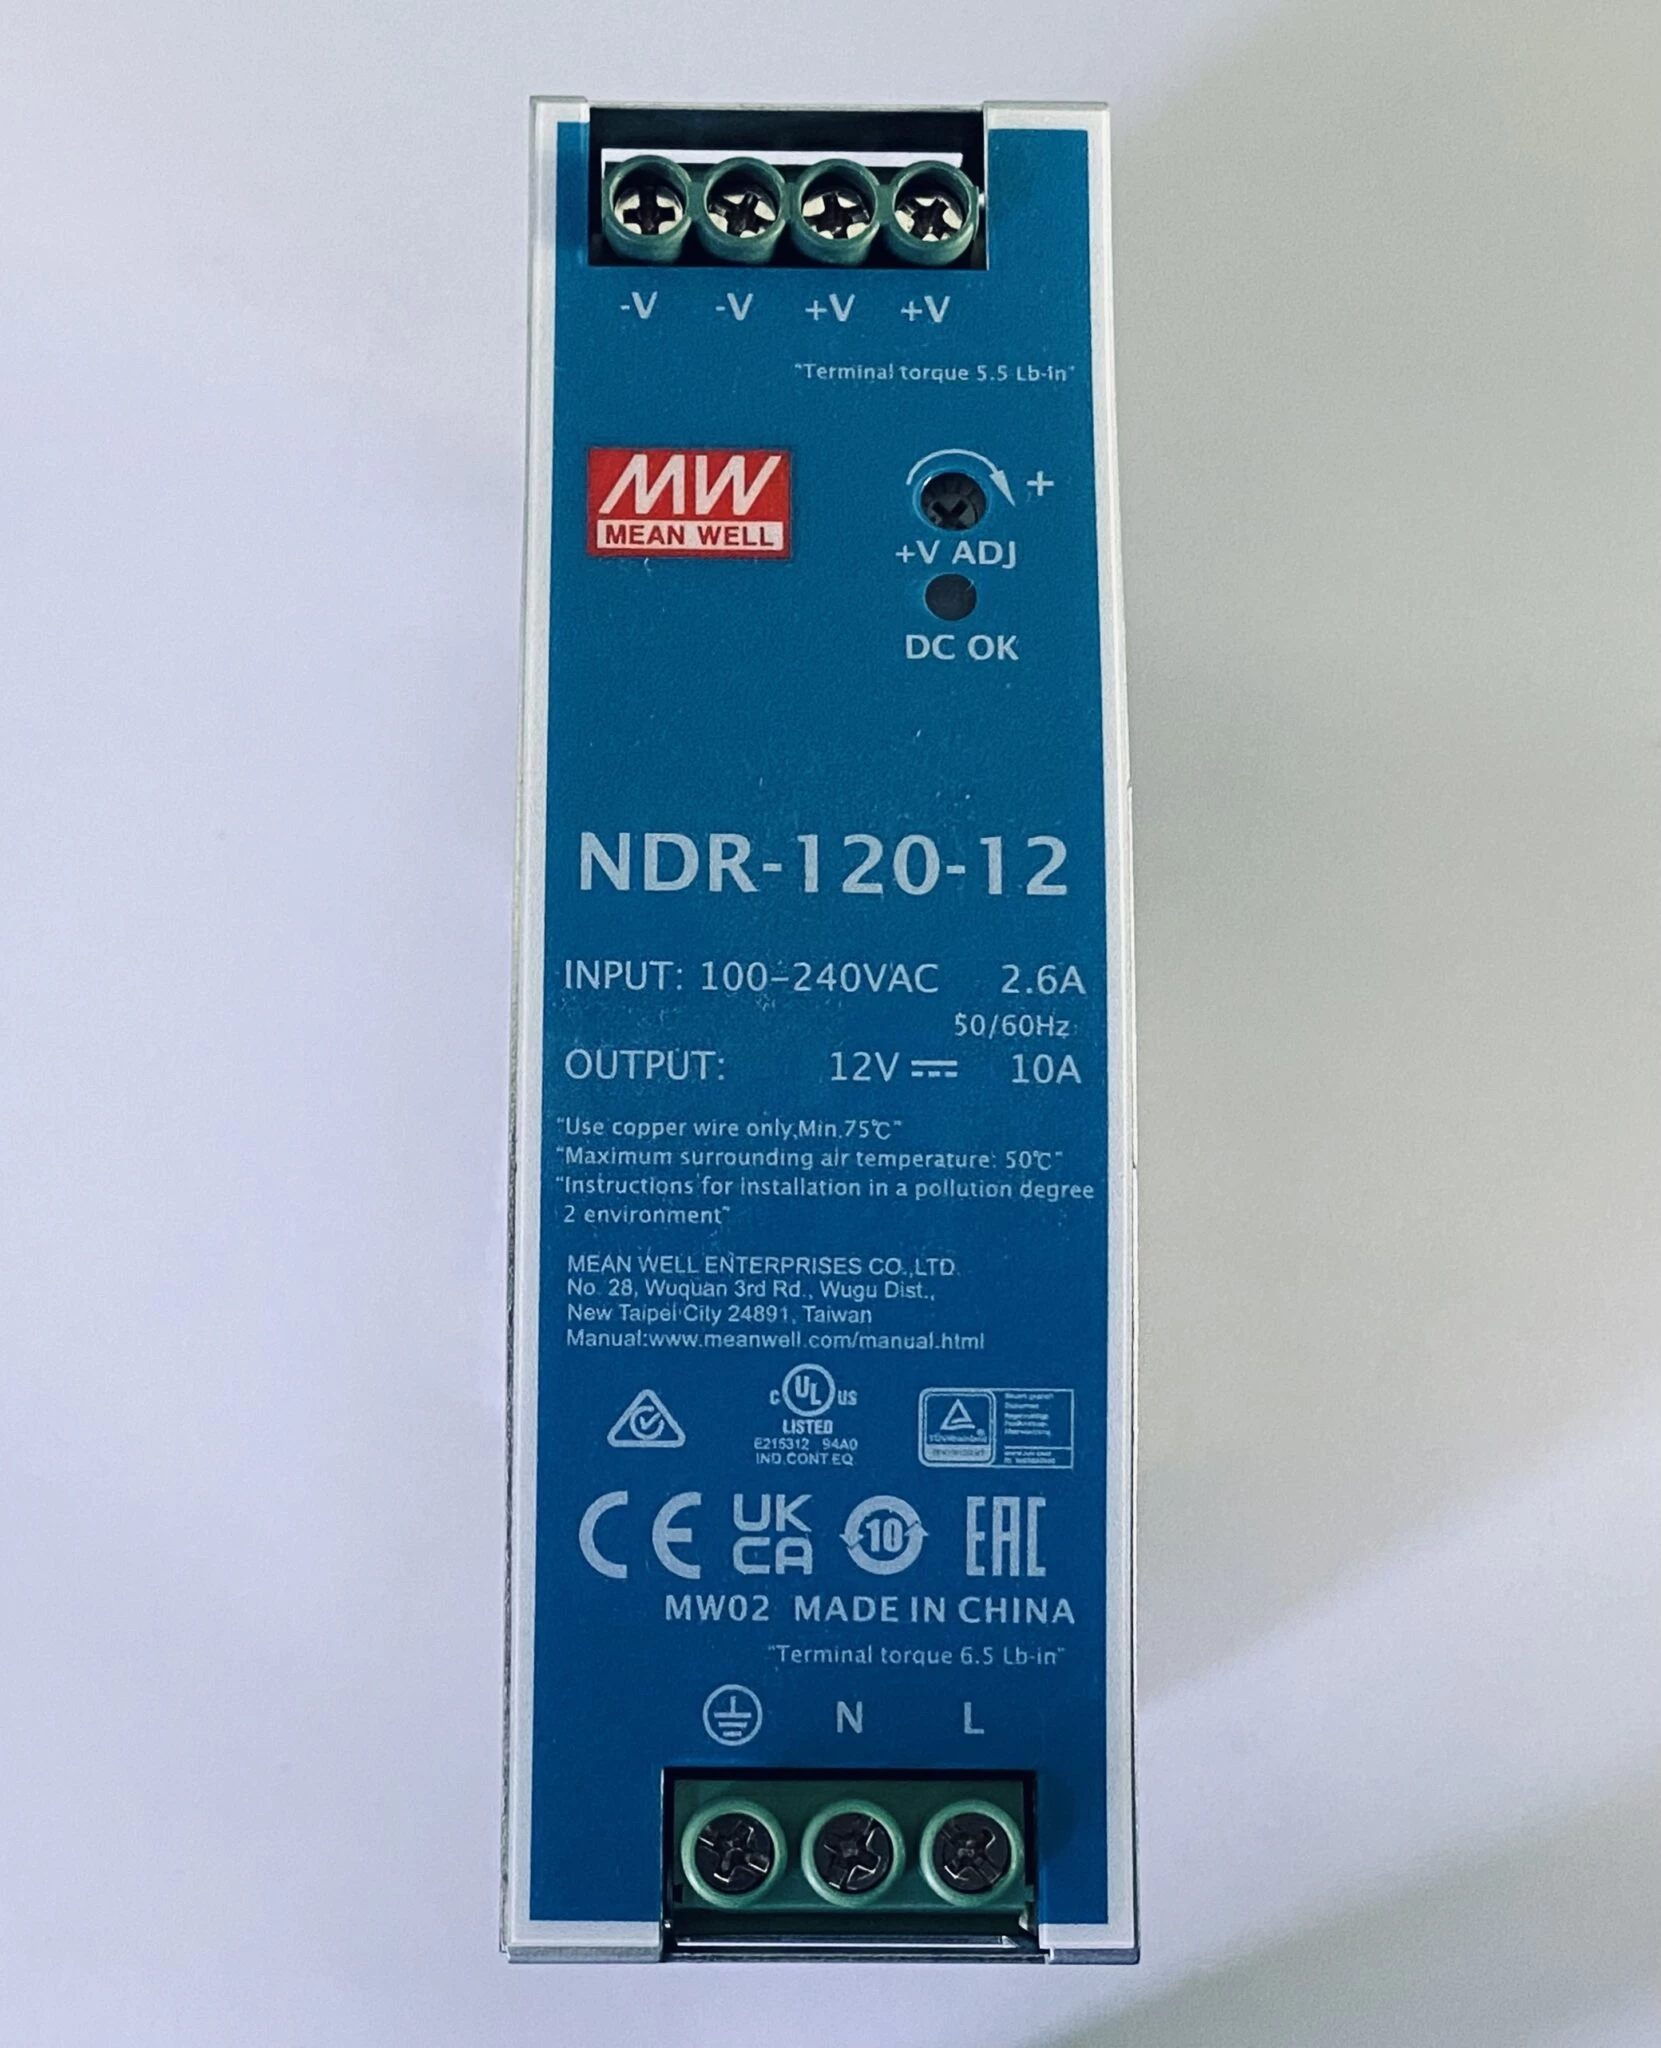 -V -V +V +V
"Terminal torque 5.5 Lb-in"
MW
MEAN WELL
+
+V ADJ
DC OK
NDR-120-12
INPUT: 100-240VAC 2.6A
50/60Hz
OUTPUT: 12V 10A
"Use copper wire only,Min.75℃"
"Maximum surrounding air temperature: 50℃"
"Instructions for installation in a pollution degree
2 environment"
MEAN WELL ENTERPRISES CO.,LTD.
No. 28, Wuquan 3rd Rd., Wugu Dist.,
New Taipei City 24891, Taiwan
Manual:www.meanwell.com/manual.html
C UL US
LISTED
E215312 94A0
IND.CONT.EQ.
CE UK CA 10 EAC
MW02 MADE IN CHINA
"Terminal torque 6.5 Lb-in"
N L